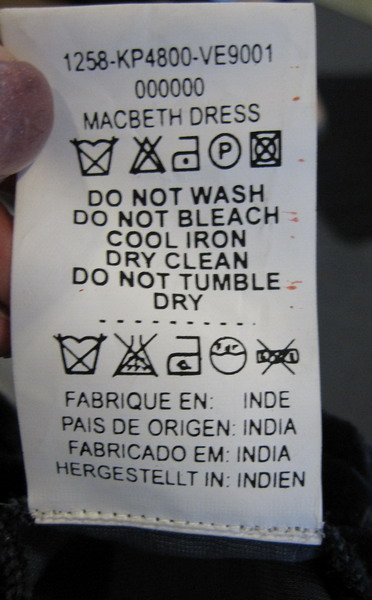 1258-KP4800-VE9001
000000
MACBETH DRESS
P
DO NOT WASH
DO NOT BLEACH
COOL IRON
DRY CLEAN
DO NOT TUMBLE
DRY
FABRIQUE EN: INDE
PAIS DE ORIGEN: INDIA
FABRICADO EM: INDIA
HERGESTELLT IN: INDIEN